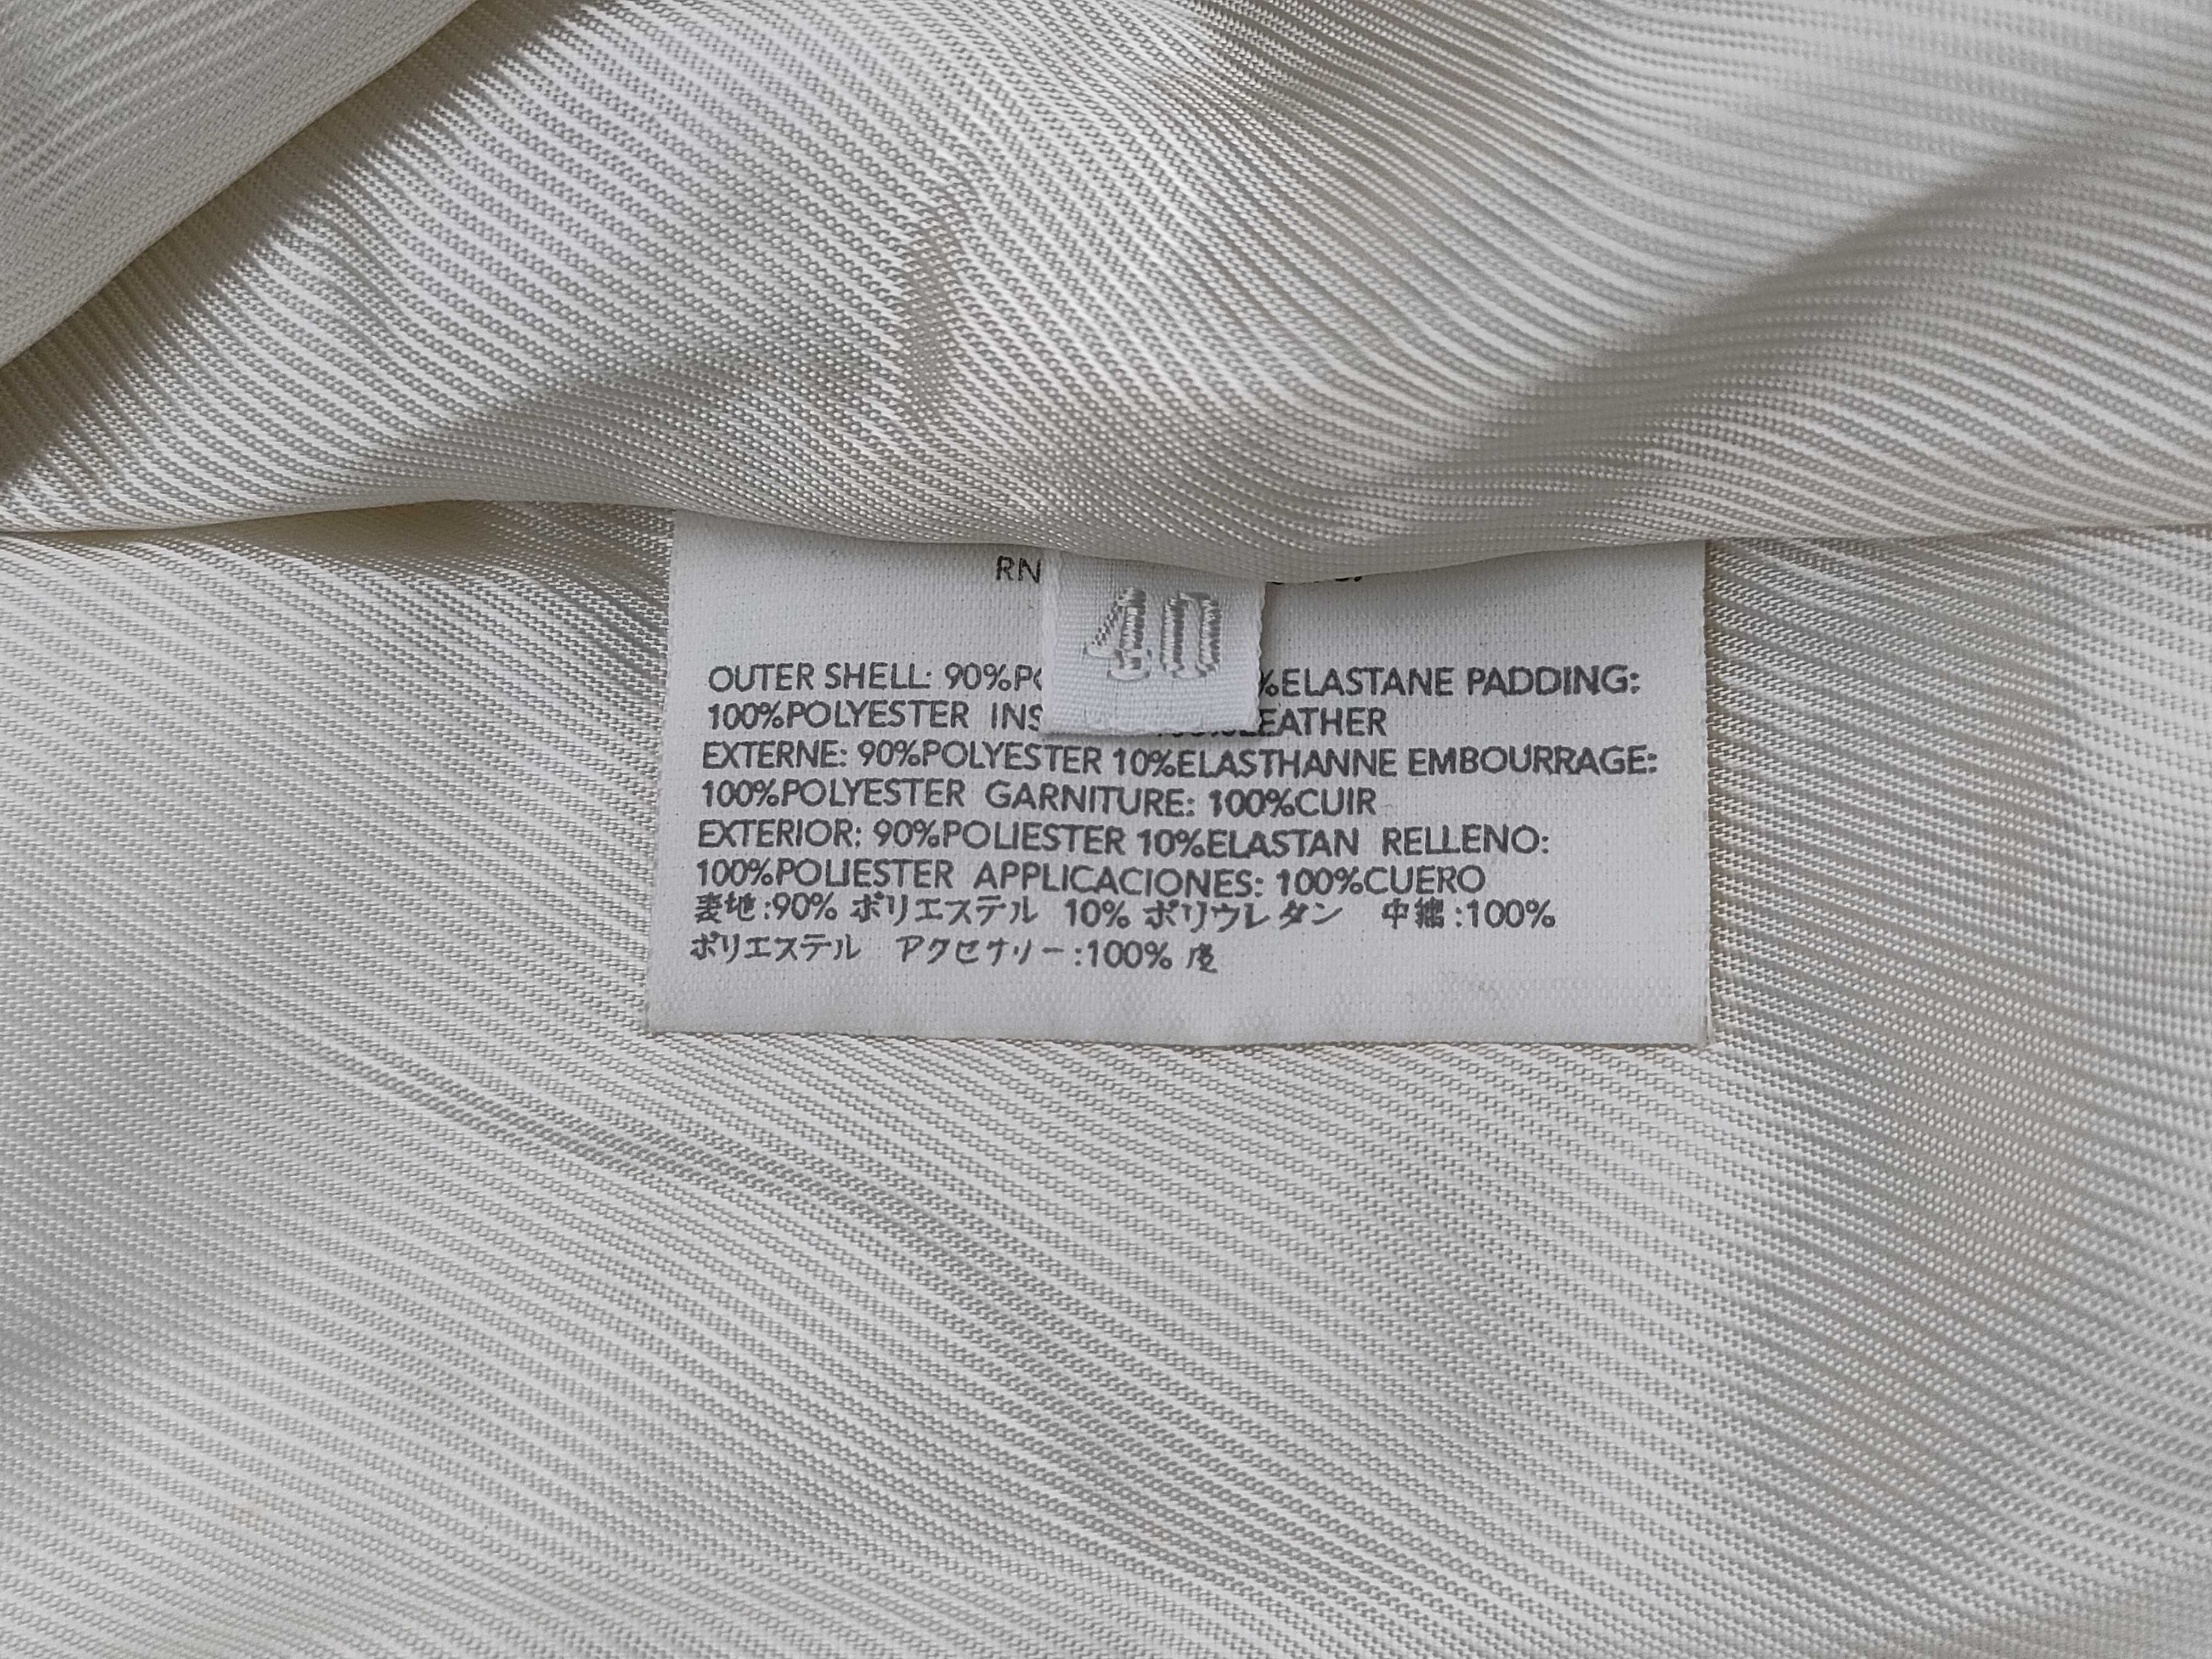 RN
40
OUTER SHELL: 90%PO %ELASTANE PADDING:
100%POLYESTER INS EATHER
EXTERNE: 90%POLYESTER 10%ELASTHANNE EMBOURRAGE:
100%POLYESTER GARNITURE: 100%CUIR
EXTERIOR: 90%POLIESTER 10%ELASTAN RELLENO:
100%POLIESTER APPLICACIONES: 100%CUERO
表地:90% ポリエステル 10% ポリウレタン 中綿:100%
ポリエステル アクセサリー:100% 皮